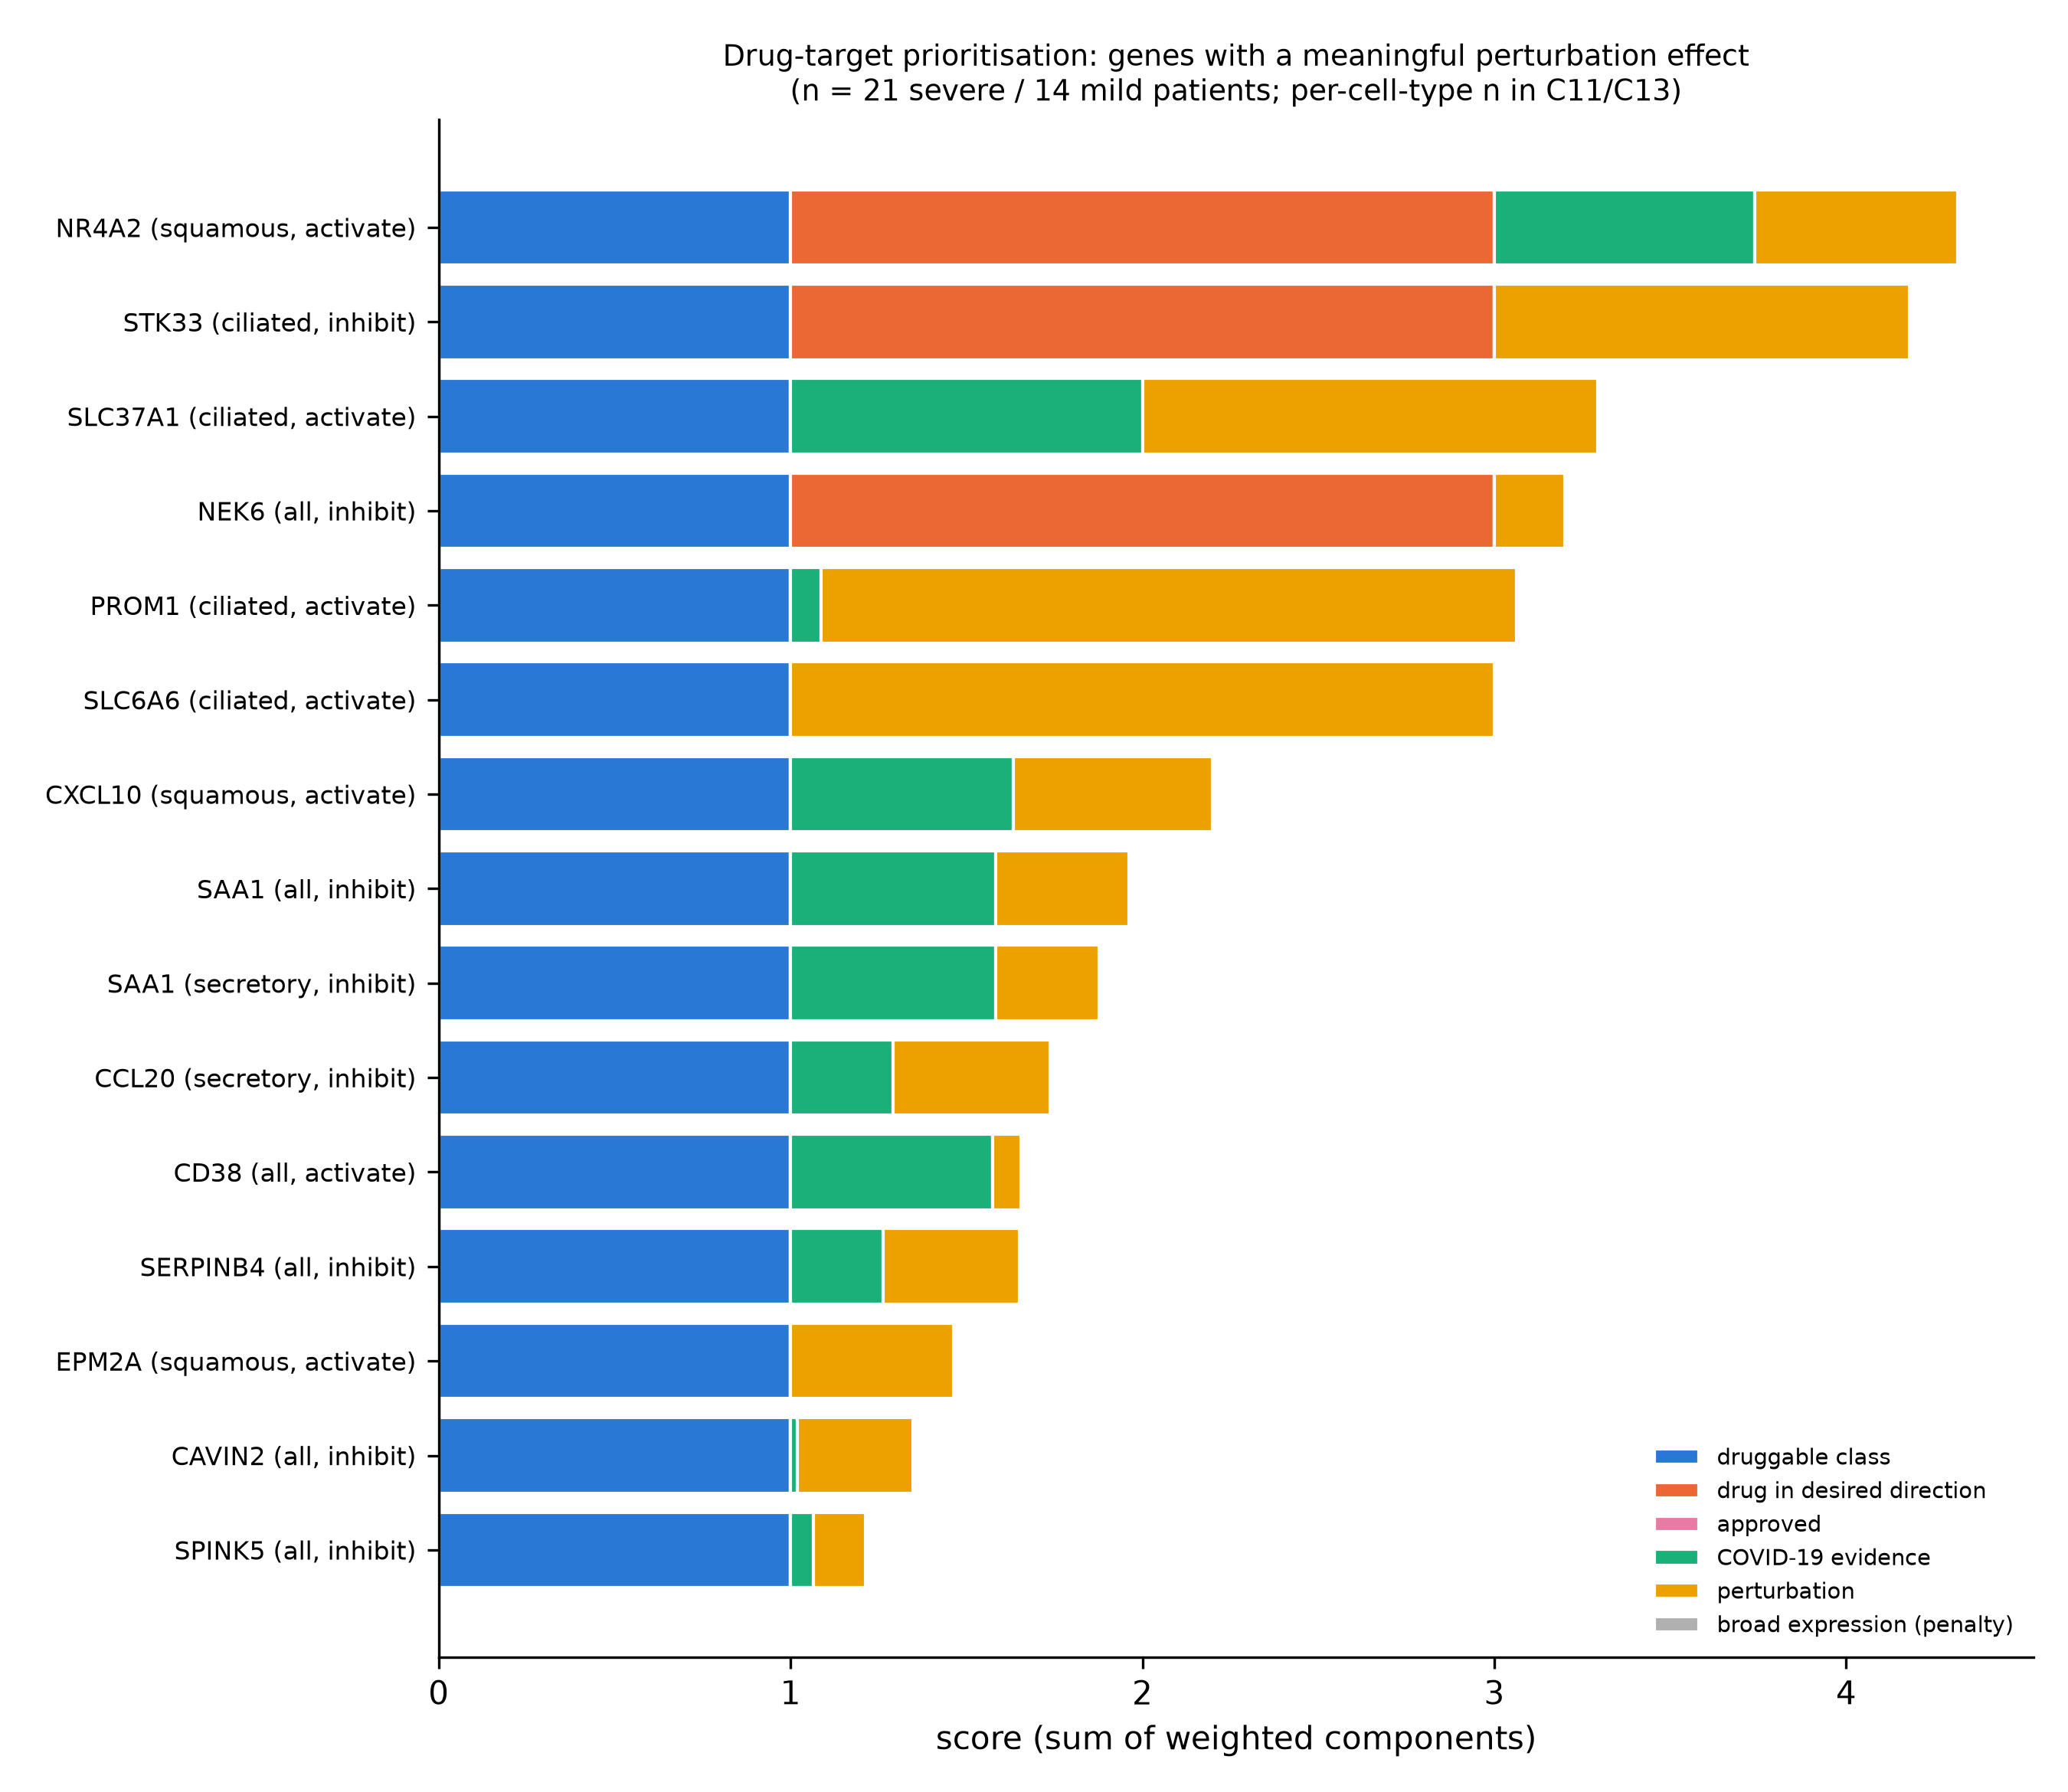 Drug-target prioritisation: genes with a meaningful perturbation effect
(n = 21 severe / 14 mild patients; per-cell-type n in C11/C13)
NR4A2 (squamous, activate)
STK33 (ciliated, inhibit)
SLC37A1 (ciliated, activate)
NEK6 (all, inhibit)
PROM1 (ciliated, activate)
SLC6A6 (ciliated, activate)
CXCL10 (squamous, activate)
SAA1 (all, inhibit)
SAA1 (secretory, inhibit)
CCL20 (secretory, inhibit)
CD38 (all, activate)
SERPINB4 (all, inhibit)
EPM2A (squamous, activate)
CAVIN2 (all, inhibit)
SPINK5 (all, inhibit)
druggable class
drug in desired direction
approved
COVID-19 evidence
perturbation
broad expression (penalty)
0 1 2 3 4
score (sum of weighted components)